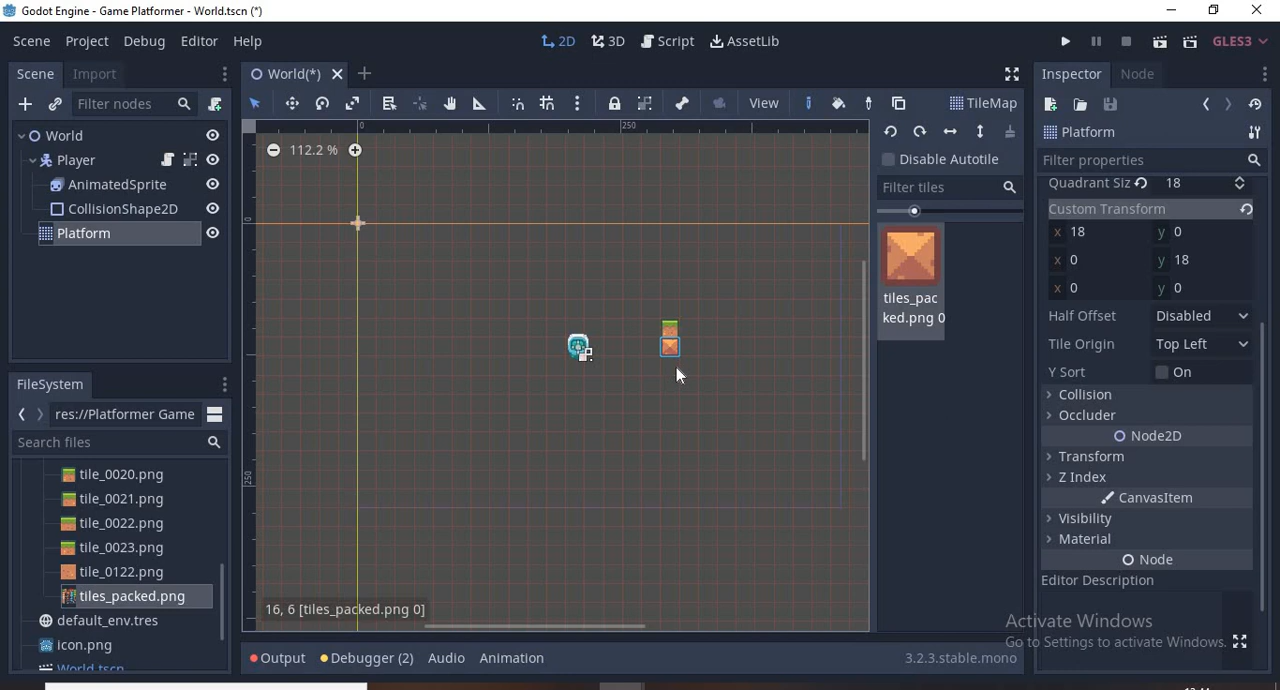 Godot Engine - Game Platformer - World.tscn (*)
Scene Project Debug Editor Help
2D 3D Script AssetLib
GLES3
Scene Import
World(*)
Inspector Node
Filter nodes
View
TileMap
World
Player
AnimatedSprite
CollisionShape2D
Platform
0 250
112.2 %
0
250
16, 6 [tiles_packed.png 0]
Disable Autotile
Filter tiles
tiles_pac
ked.png 0
Platform
Filter properties
Quadrant Siz 18
Custom Transform
x 18 y 0
x 0 y 18
x 0 y 0
Half Offset Disabled
Tile Origin Top Left
Y Sort On
Collision
Occluder
Node2D
Transform
Z Index
CanvasItem
Visibility
Material
Node
Editor Description
FileSystem
res://Platformer Game
Search files
tile_0020.png
tile_0021.png
tile_0022.png
tile_0023.png
tile_0122.png
tiles_packed.png
default_env.tres
icon.png
World.tscn
Output Debugger (2) Audio Animation
3.2.3.stable.mono
Activate Windows
Go to Settings to activate Windows.